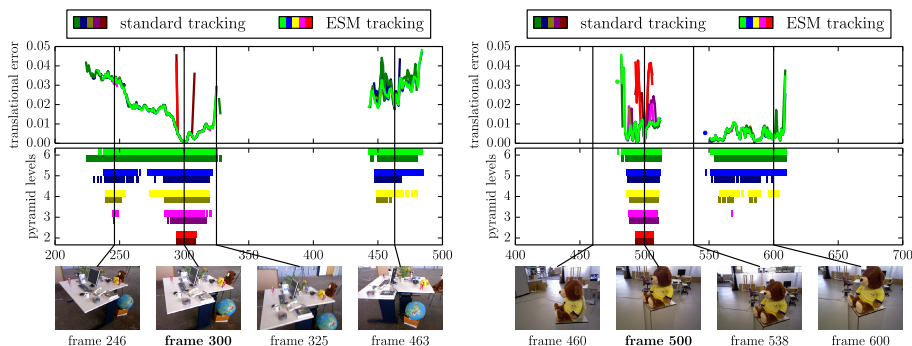 standard tracking ESM tracking
standard tracking ESM tracking
translational error
0.05
0.04
0.03
0.02
0.01
0.00
pyramid levels
6
5
4
3
2
200 250 300 350 400 450 500
frame 246 frame 300 frame 325 frame 463
translational error
0.05
0.04
0.03
0.02
0.01
0.00
pyramid levels
6
5
4
3
2
400 450 500 550 600 650 700
frame 460 frame 500 frame 538 frame 600